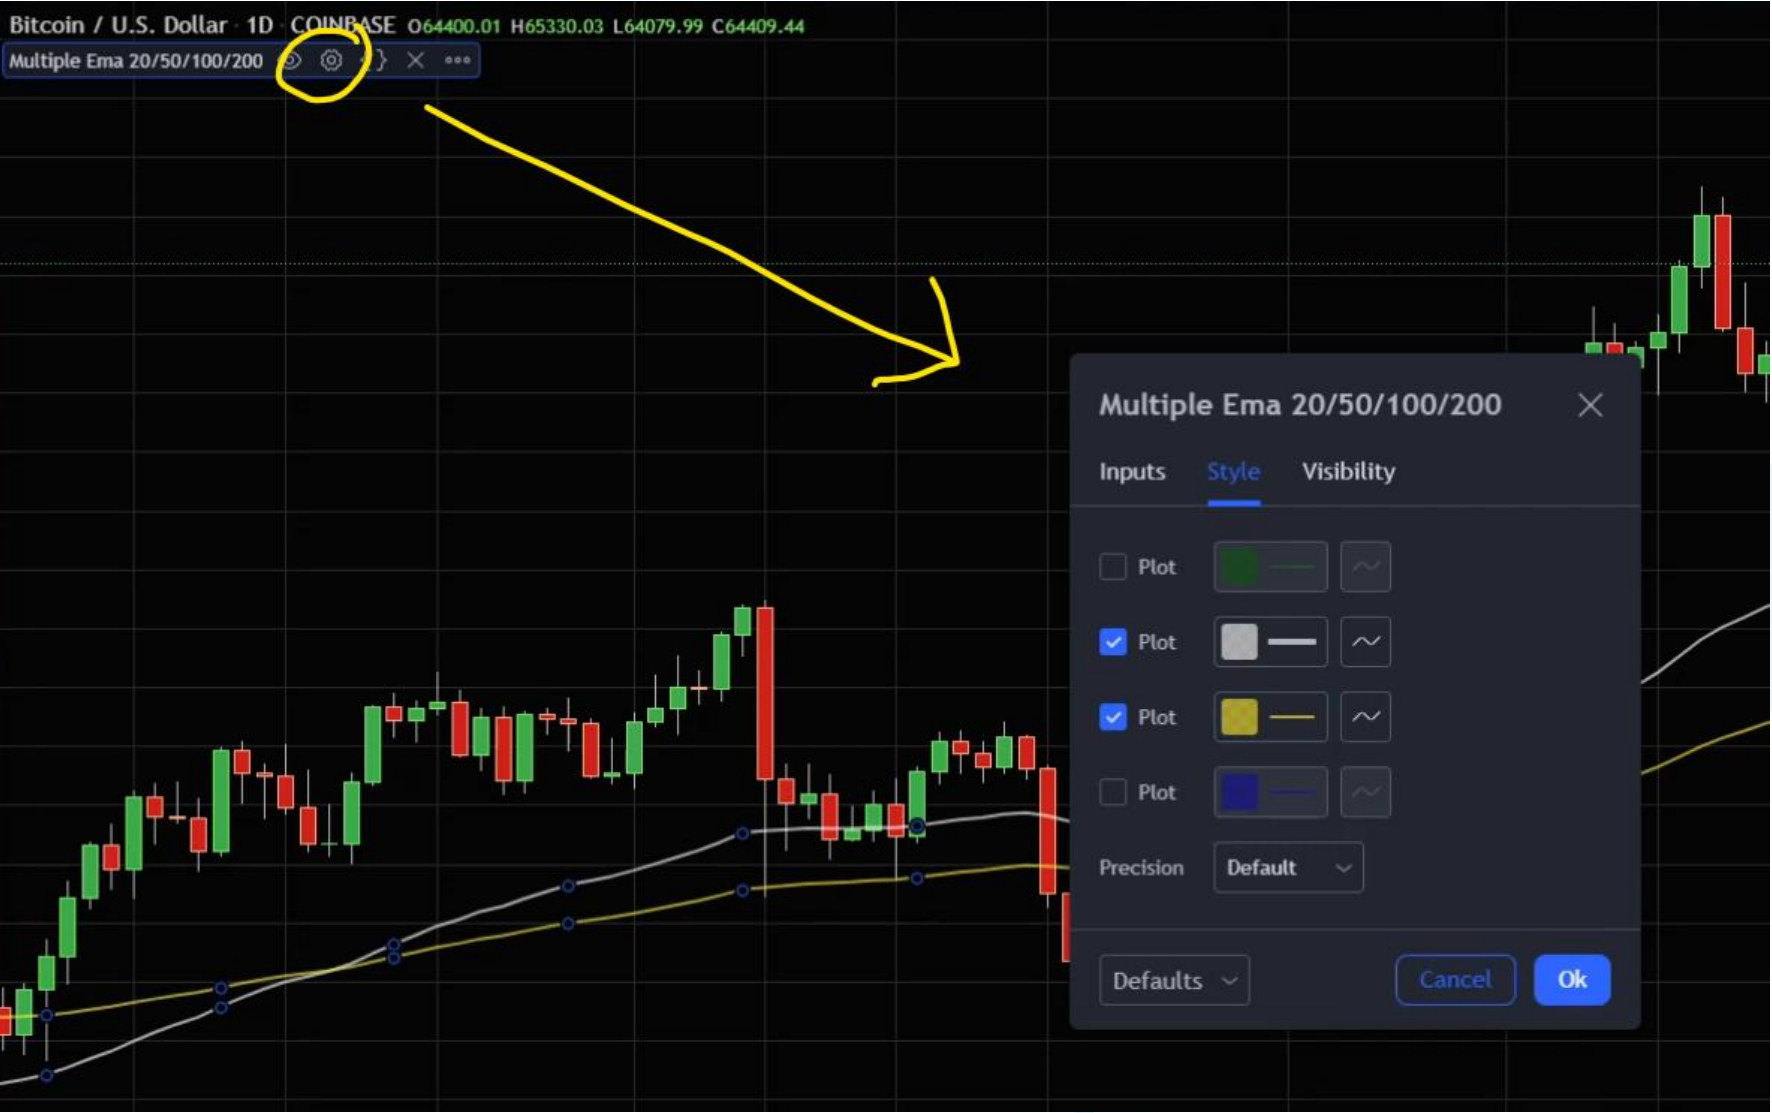 Bitcoin / U.S. Dollar · 1D · COINBASE O64400.01 H65330.03 L64079.99 C64409.44
Multiple Ema 20/50/100/200
Multiple Ema 20/50/100/200
Inputs Style Visibility
Plot
Plot
Plot
Plot
Precision Default
Defaults Cancel Ok